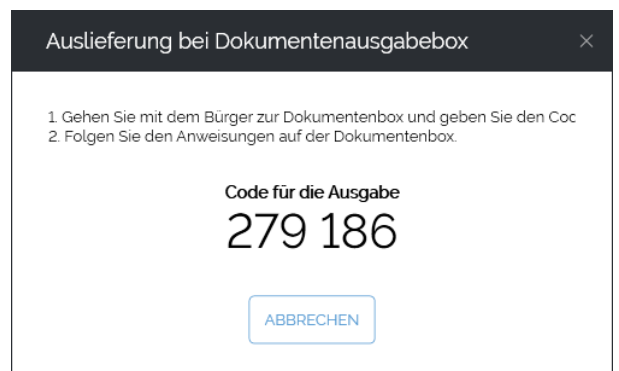 Auslieferung bei Dokumentenausgabebox
1. Gehen Sie mit dem Bürger zur Dokumentenbox und geben Sie den Coc
2. Folgen Sie den Anweisungen auf der Dokumentenbox.
Code für die Ausgabe
279 186
ABBRECHEN